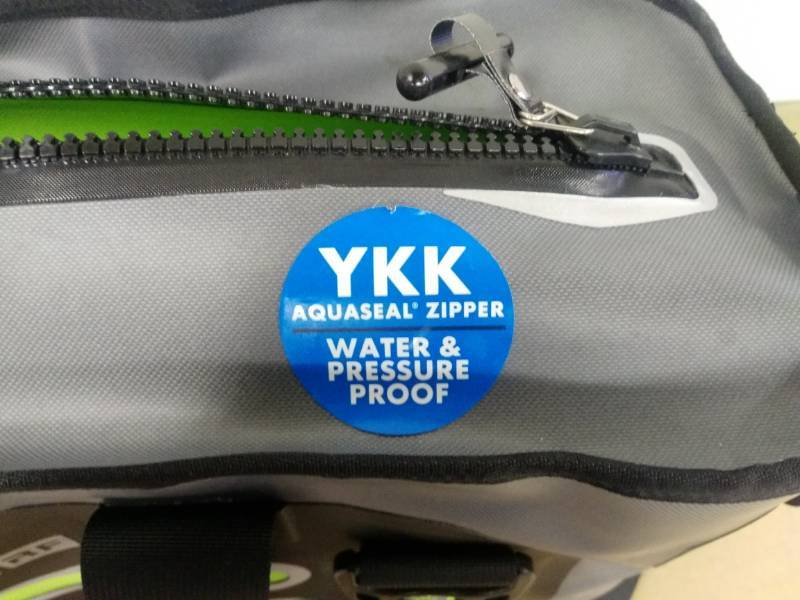 YKK
AQUASEAL® ZIPPER
WATER &
PRESSURE
PROOF